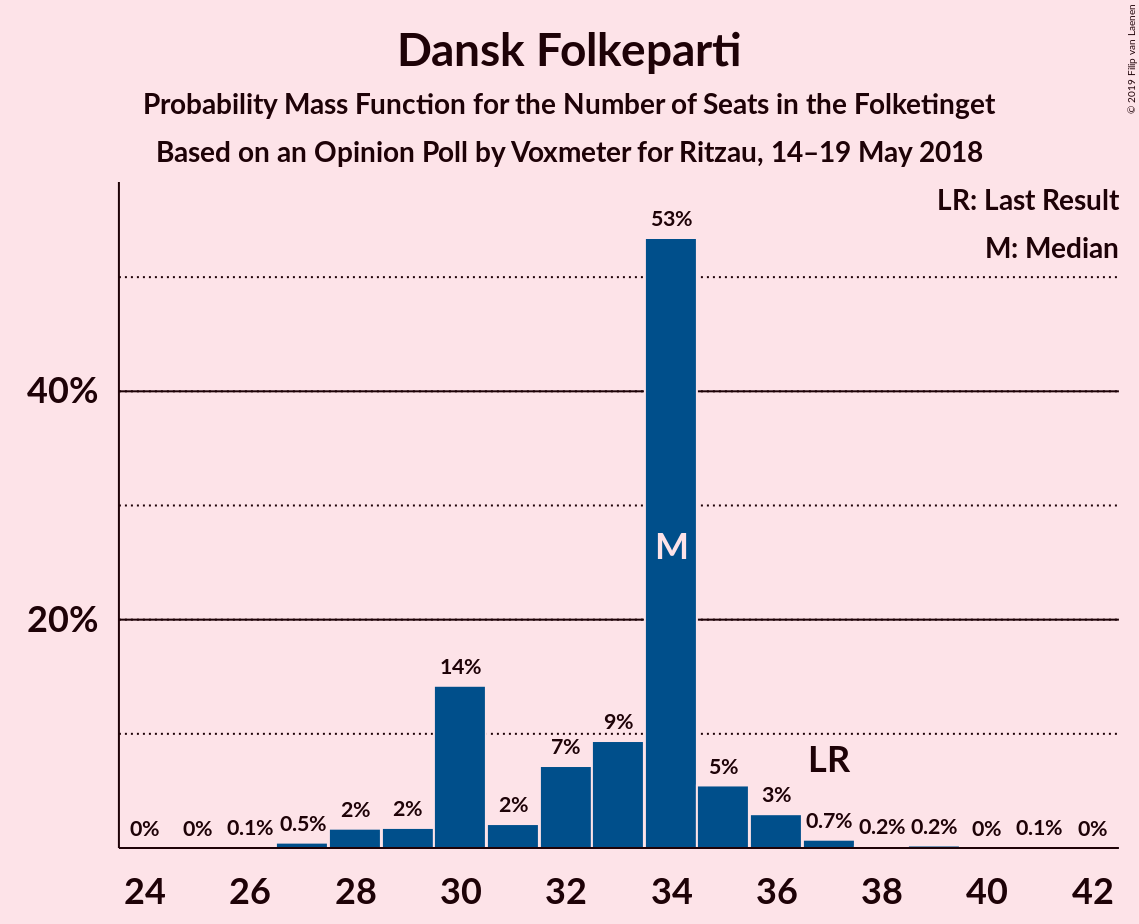 Dansk Folkeparti
Probability Mass Function for the Number of Seats in the Folketinget
Based on an Opinion Poll by Voxmeter for Ritzau, 14–19 May 2018
© 2019 Filip van Laenen
LR: Last Result
M: Median
40%
20%
0%
0%
0.1%
0.5%
2%
2%
14%
2%
7%
9%
53%
M
5%
3%
LR
0.7%
0.2%
0.2%
0%
0.1%
0%
24 26 28 30 32 34 36 38 40 42